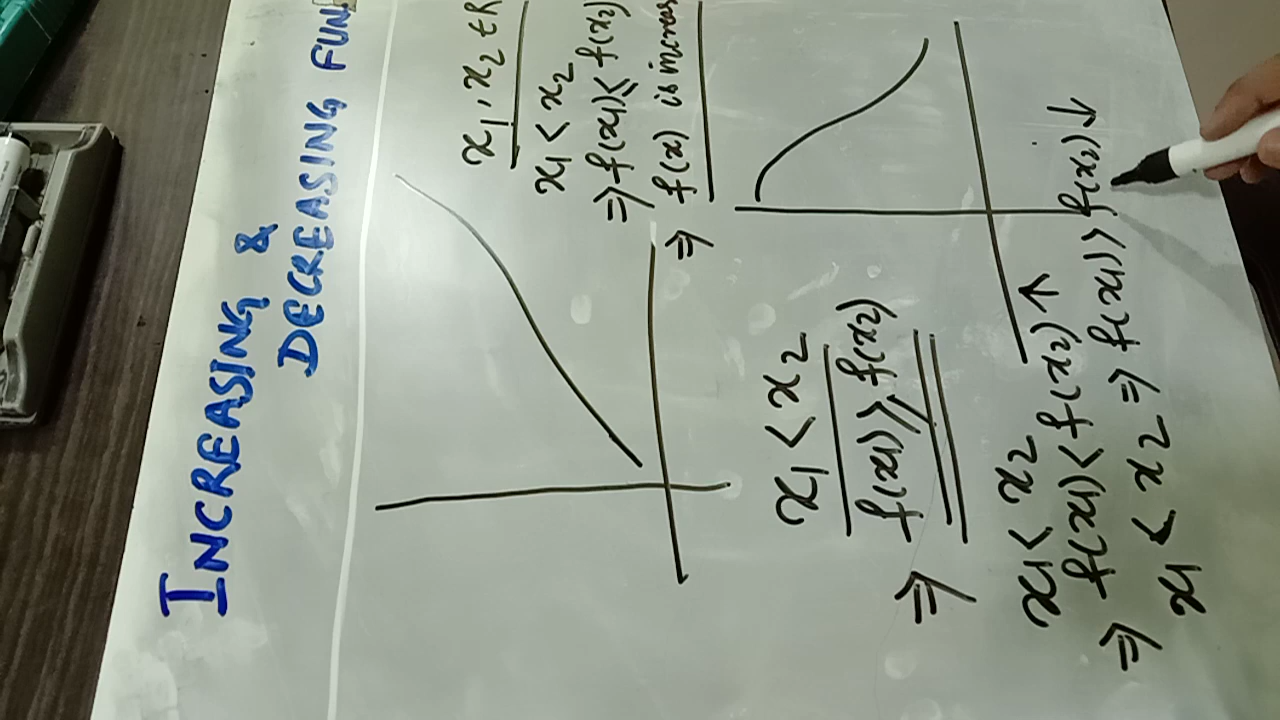 INCREASING &
DECREASING FUN
x₁, x₂ ∈ R
x₁ < x₂
⇒ f(x₁) ≤ f(x₂)
⇒ f(x) is increas
x₁ < x₂
⇒ f(x₁) ≥ f(x₂)
x₁ < x₂
⇒ f(x₁) < f(x₂) ↑
x₁ < x₂ ⇒ f(x₁) > f(x₂) ↓